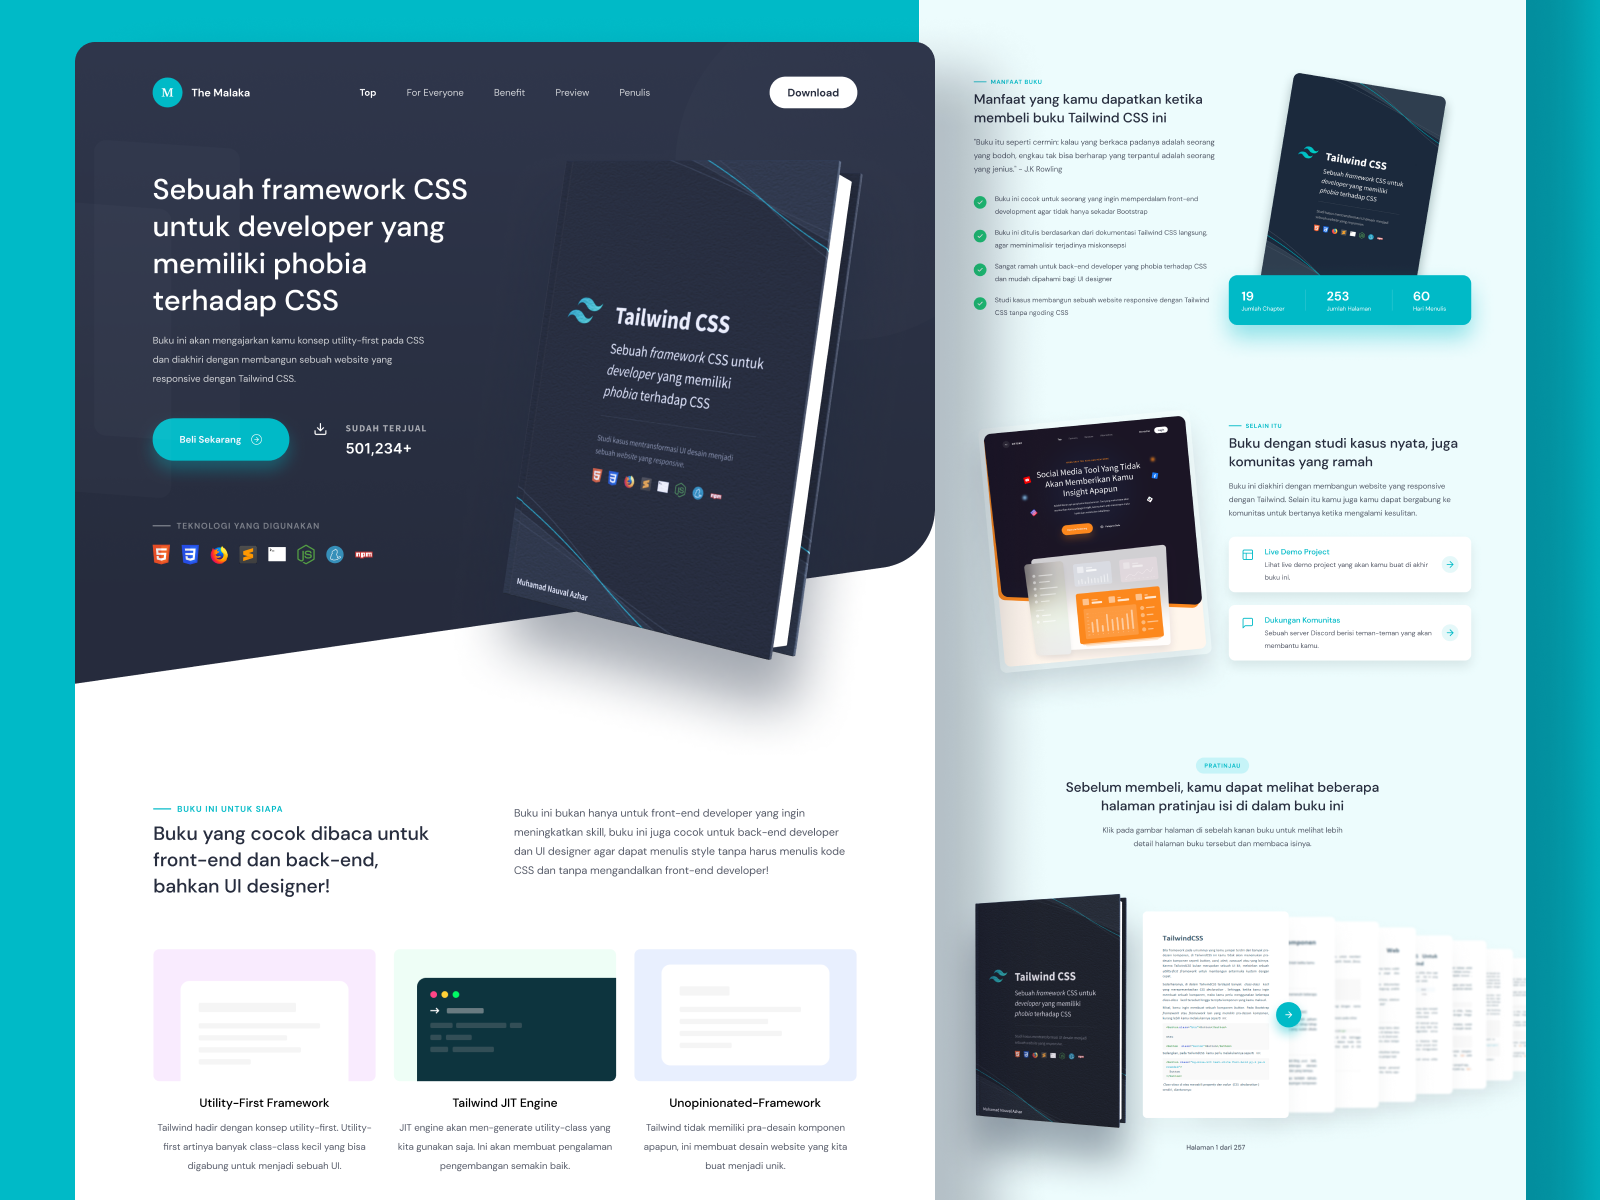 M
The Malaka
Top
For Everyone
Benefit
Preview
Penulis
Download
Sebuah framework CSS
untuk developer yang
memiliki phobia
terhadap CSS
Buku ini akan mengajarkan kamu konsep utility-first pada CSS
dan diakhiri dengan membangun sebuah website yang
responsive dengan Tailwind CSS.
Beli Sekarang
SUDAH TERJUAL
501,234+
TEKNOLOGI YANG DIGUNAKAN
npm
Tailwind CSS
Sebuah framework CSS untuk
developer yang memiliki
phobia terhadap CSS
Studi kasus mentransformasi UI desain menjadi
sebuah website yang responsive.
Muhamad Nauval Azhar
BUKU INI UNTUK SIAPA
Buku yang cocok dibaca untuk
front-end dan back-end,
bahkan UI designer!
Buku ini bukan hanya untuk front-end developer yang ingin
meningkatkan skill, buku ini juga cocok untuk back-end developer
dan UI designer agar dapat menulis style tanpa harus menulis kode
CSS dan tanpa mengandalkan front-end developer!
Utility-First Framework
Tailwind hadir dengan konsep utility-first. Utility-
first artinya banyak class-class kecil yang bisa
digabung untuk menjadi sebuah UI.
Tailwind JIT Engine
JIT engine akan men-generate utility-class yang
kita gunakan saja. Ini akan membuat pengalaman
pengembangan semakin baik.
Unopinionated-Framework
Tailwind tidak memiliki pra-desain komponen
apapun, ini membuat desain website yang kita
buat menjadi unik.
MANFAAT BUKU
Manfaat yang kamu dapatkan ketika
membeli buku Tailwind CSS ini
"Buku itu seperti cermin: kalau yang berkaca padanya adalah seorang
yang bodoh, engkau tak bisa berharap yang terpantul adalah seorang
yang jenius." - J.K Rowling
Buku ini cocok untuk seorang yang ingin memperdalam front-end
development agar tidak hanya sekadar Bootstrap
Buku ini ditulis berdasarkan dari dokumentasi Tailwind CSS langsung,
agar meminimalisir terjadinya miskonsepsi
Sangat ramah untuk back-end developer yang phobia terhadap CSS
dan mudah dipahami bagi UI designer
Studi kasus membangun sebuah website responsive dengan Tailwind
CSS tanpa ngoding CSS
Tailwind CSS
Sebuah framework CSS untuk
developer yang memiliki
phobia terhadap CSS
19
Jumlah Chapter
253
Jumlah Halaman
60
Hari Menulis
Social Media Tool Yang Tidak
Akan Memberikan Kamu
Insight Apapun
SELAIN ITU
Buku dengan studi kasus nyata, juga
komunitas yang ramah
Buku ini diakhiri dengan membangun website yang responsive
dengan Tailwind. Selain itu kamu juga kamu dapat bergabung ke
komunitas untuk bertanya ketika mengalami kesulitan.
Live Demo Project
Lihat live demo project yang akan kamu buat di akhir
buku ini.
Dukungan Komunitas
Sebuah server Discord berisi teman-teman yang akan
membantu kamu.
PRATINJAU
Sebelum membeli, kamu dapat melihat beberapa
halaman pratinjau isi di dalam buku ini
Klik pada gambar halaman di sebelah kanan buku untuk melihat lebih
detail halaman buku tersebut dan membaca isinya.
Tailwind CSS
Sebuah framework CSS untuk
developer yang memiliki
phobia terhadap CSS
Muhamad Nauval Azhar
TailwindCSS
Halaman 1 dari 257